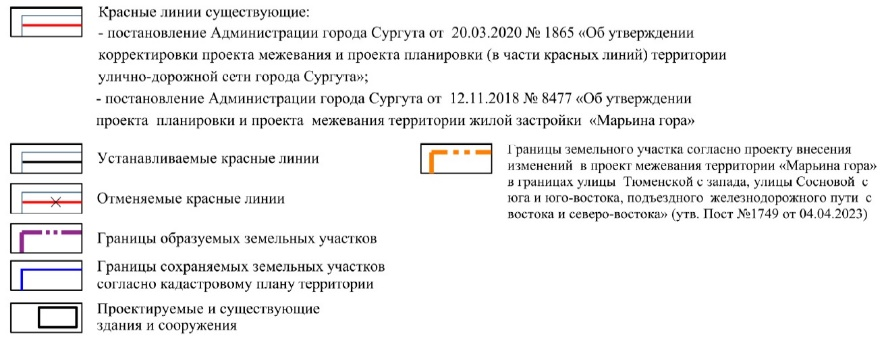 Красные линии существующие:
- постановление Администрации города Сургута от 20.03.2020 № 1865 «Об утверждении
корректировки проекта межевания и проекта планировки (в части красных линий) территории
улично-дорожной сети города Сургута»;
- постановление Администрации города Сургута от 12.11.2018 № 8477 «Об утверждении
проекта планировки и проекта межевания территории жилой застройки «Марьина гора»
Устанавливаемые красные линии
Отменяемые красные линии
Границы образуемых земельных участков
Границы сохраняемых земельных участков
согласно кадастровому плану территории
Проектируемые и существующие
здания и сооружения
Границы земельного участка согласно проекту внесения
изменений в проект межевания территории «Марьина гора»
в границах улицы Тюменской с запада, улицы Сосновой с
юга и юго-востока, подъездного железнодорожного пути с
востока и северо-востока» (утв. Пост №1749 от 04.04.2023)